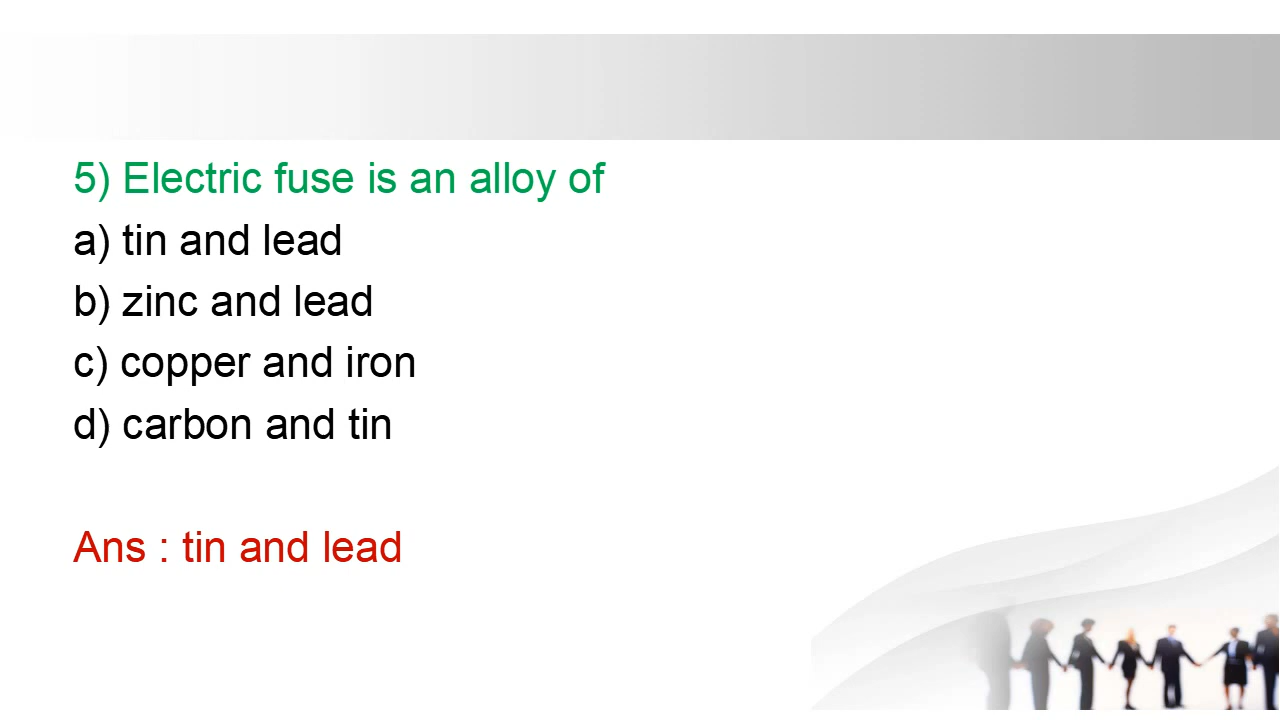 5) Electric fuse is an alloy of
a) tin and lead
b) zinc and lead
c) copper and iron
d) carbon and tin
Ans : tin and lead